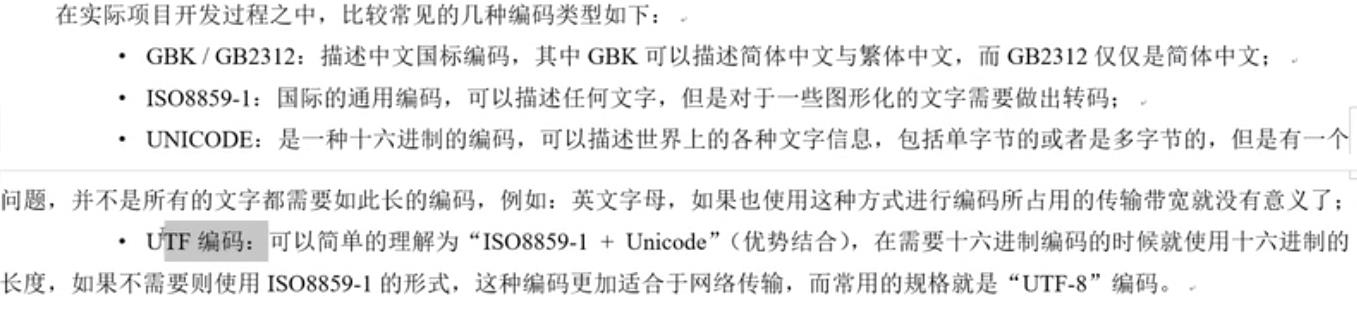 在实际项目开发过程之中，比较常见的几种编码类型如下：
• GBK / GB2312：描述中文国标编码，其中 GBK 可以描述简体中文与繁体中文，而 GB2312 仅仅是简体中文；
• ISO8859-1：国际的通用编码，可以描述任何文字，但是对于一些图形化的文字需要做出转码；
• UNICODE：是一种十六进制的编码，可以描述世界上的各种文字信息，包括单字节的或者是多字节的，但是有一个
问题，并不是所有的文字都需要如此长的编码，例如：英文字母，如果也使用这种方式进行编码所占用的传输带宽就没有意义了；
• UTF 编码：可以简单的理解为“ISO8859-1 + Unicode”（优势结合），在需要十六进制编码的时候就使用十六进制的
长度，如果不需要则使用 ISO8859-1 的形式，这种编码更加适合于网络传输，而常用的规格就是“UTF-8”编码。